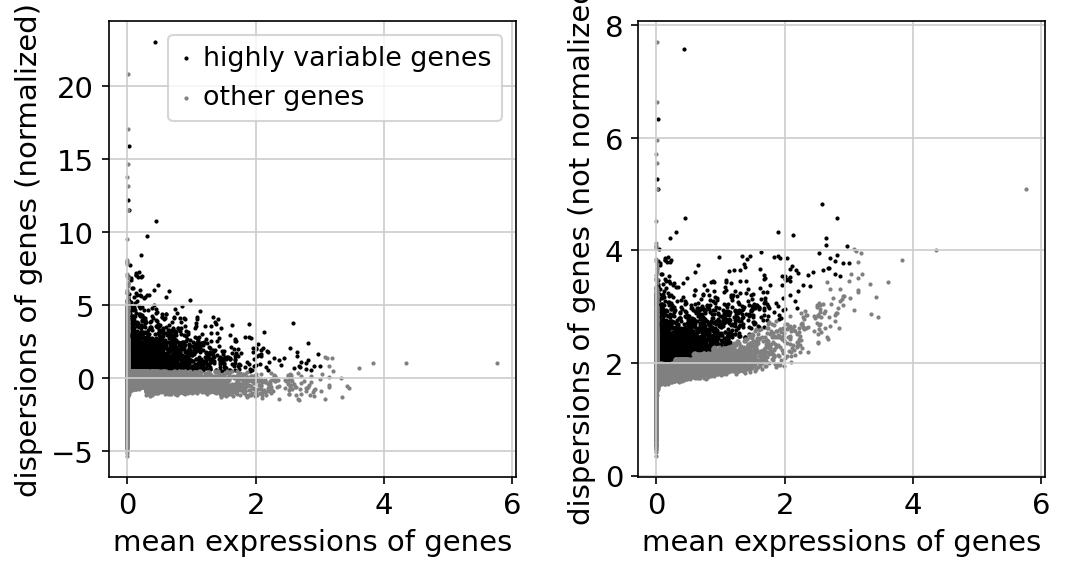 dispersions of genes (normalized)
20
15
10
5
0
−5
highly variable genes
other genes
0 2 4 6
mean expressions of genes
dispersions of genes (not normalized
8
6
4
2
0
0 2 4 6
mean expressions of genes